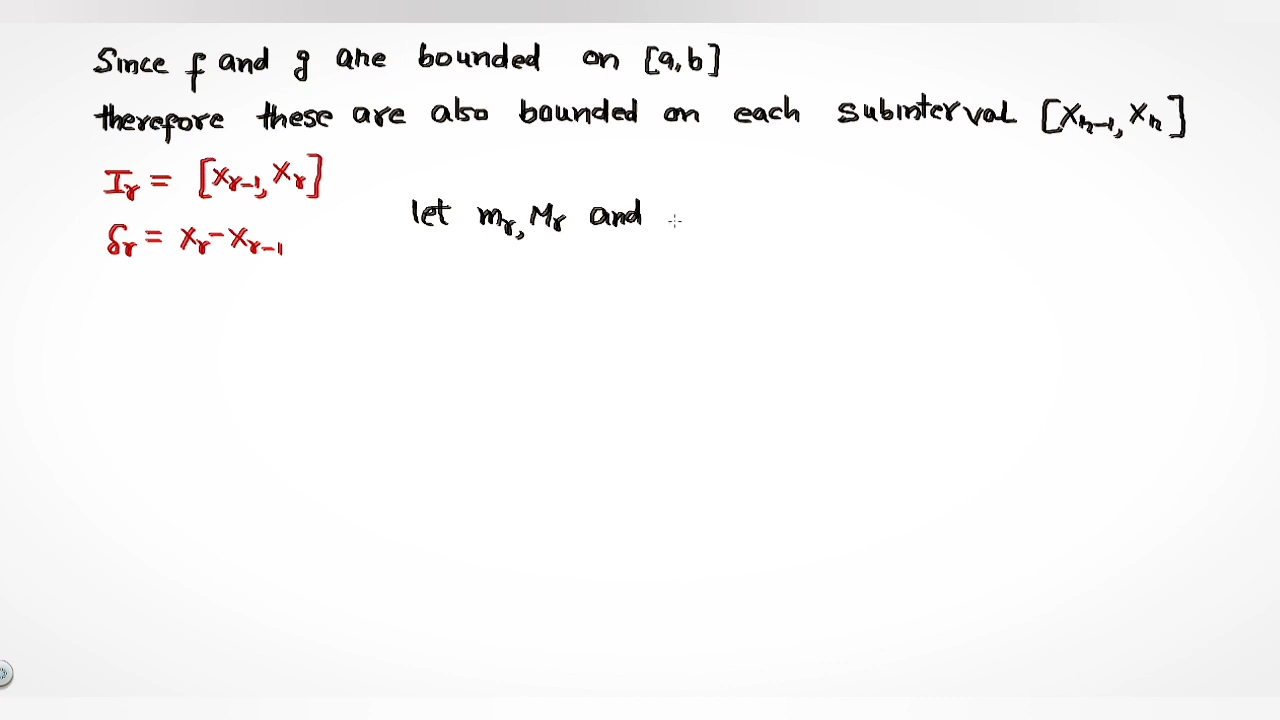 Since f and g are bounded on [a,b]
therefore these are also bounded on each subinterval [xₙ₋₁, xₙ]
Iᵣ = [xᵣ₋₁, xᵣ]
let mᵣ, Mᵣ and
δᵣ = xᵣ - xᵣ₋₁